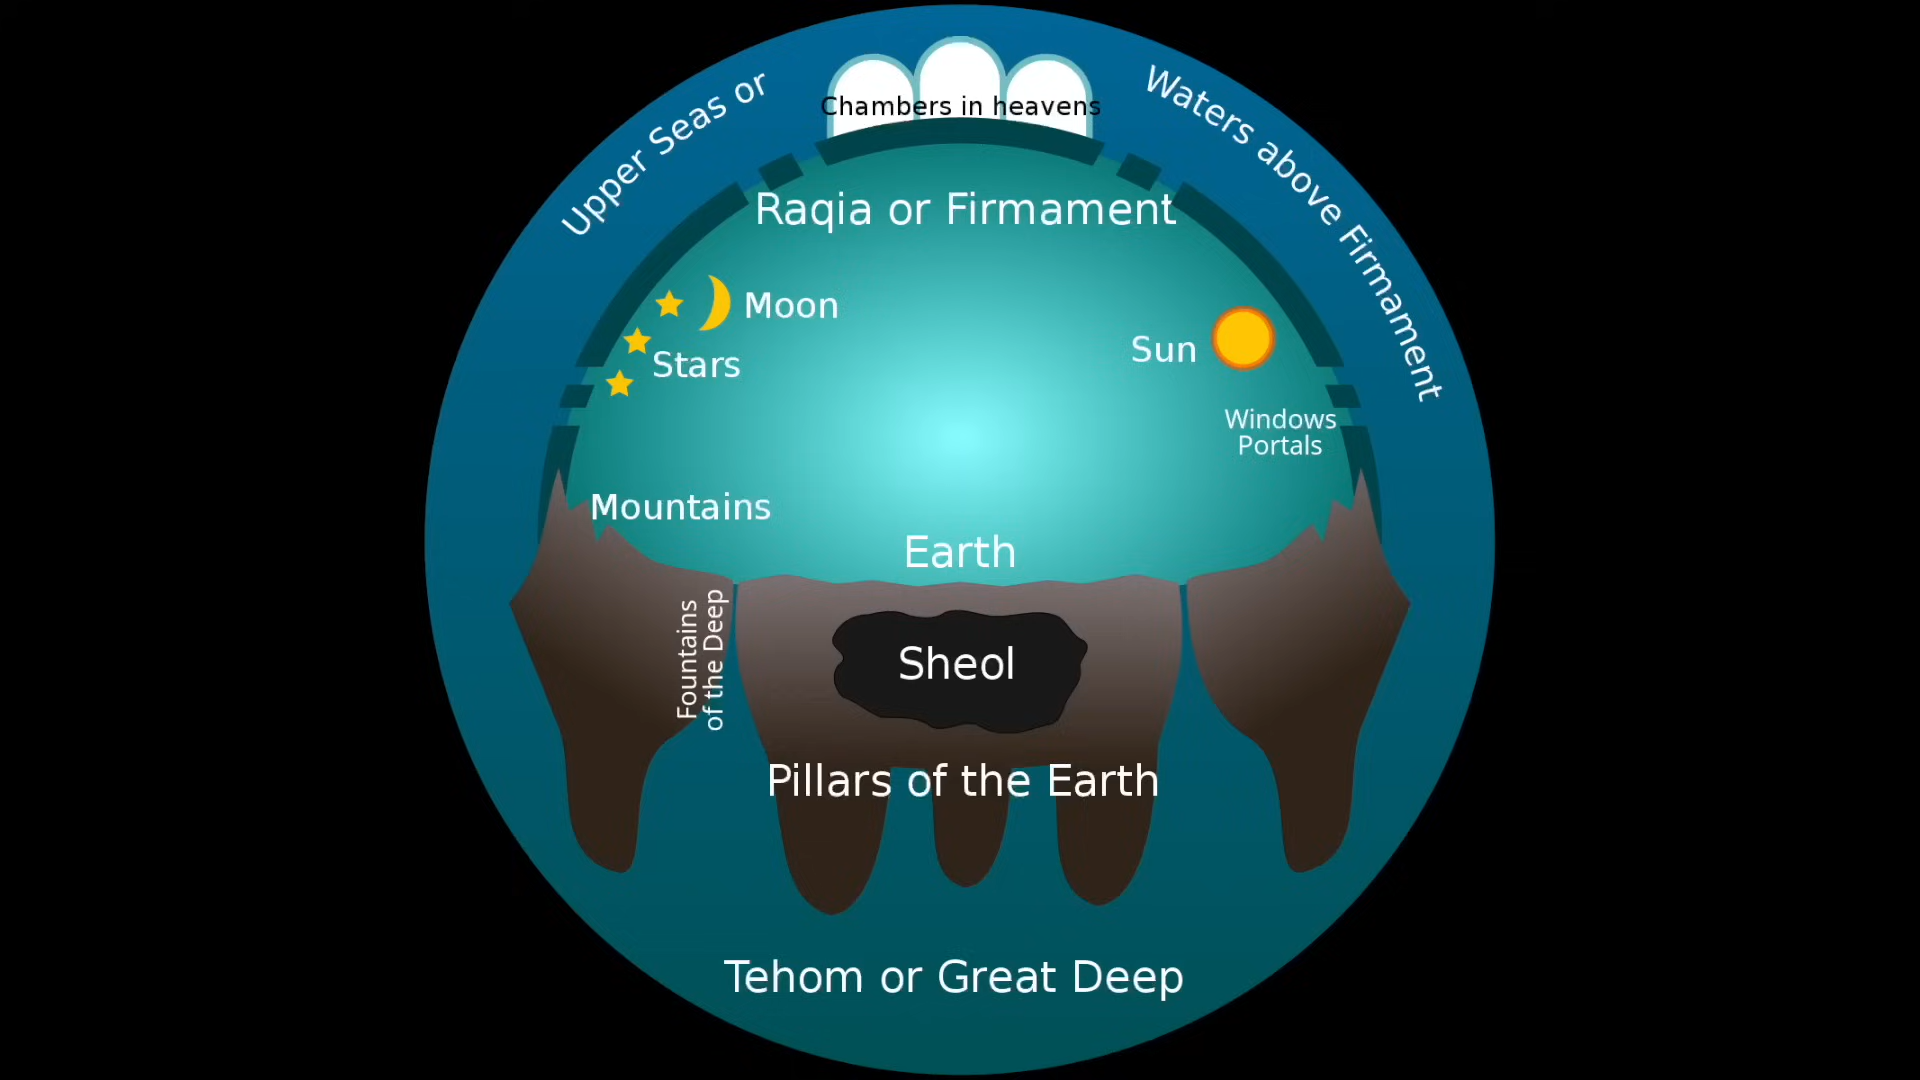 Upper Seas or
Waters above Firmament
Chambers in heavens
Raqia or Firmament
Moon
Stars
Sun
Windows
Portals
Mountains
Earth
Fountains
of the Deep
Sheol
Pillars of the Earth
Tehom or Great Deep